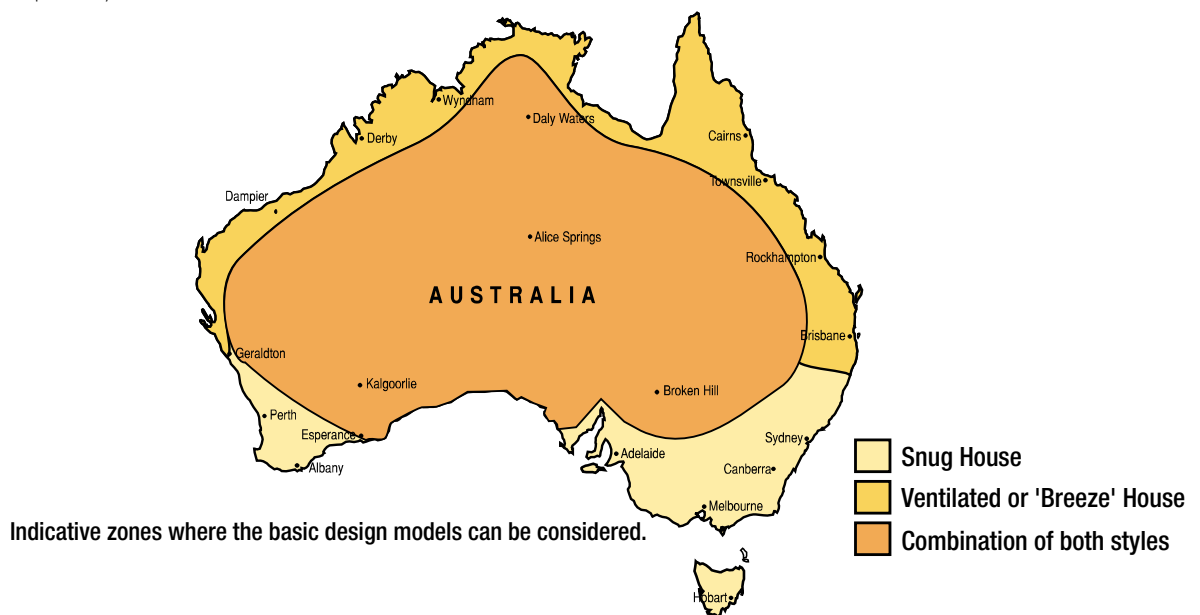 Wyndham
Daly Waters
Derby
Cairns
Townsville
Dampier
Alice Springs
Rockhampton
AUSTRALIA
Brisbane
Geraldton
Kalgoorlie
Broken Hill
Perth
Esperance
Sydney
Adelaide
Albany
Canberra
Melbourne
Hobart
Snug House
Ventilated or 'Breeze' House
Combination of both styles
Indicative zones where the basic design models can be considered.